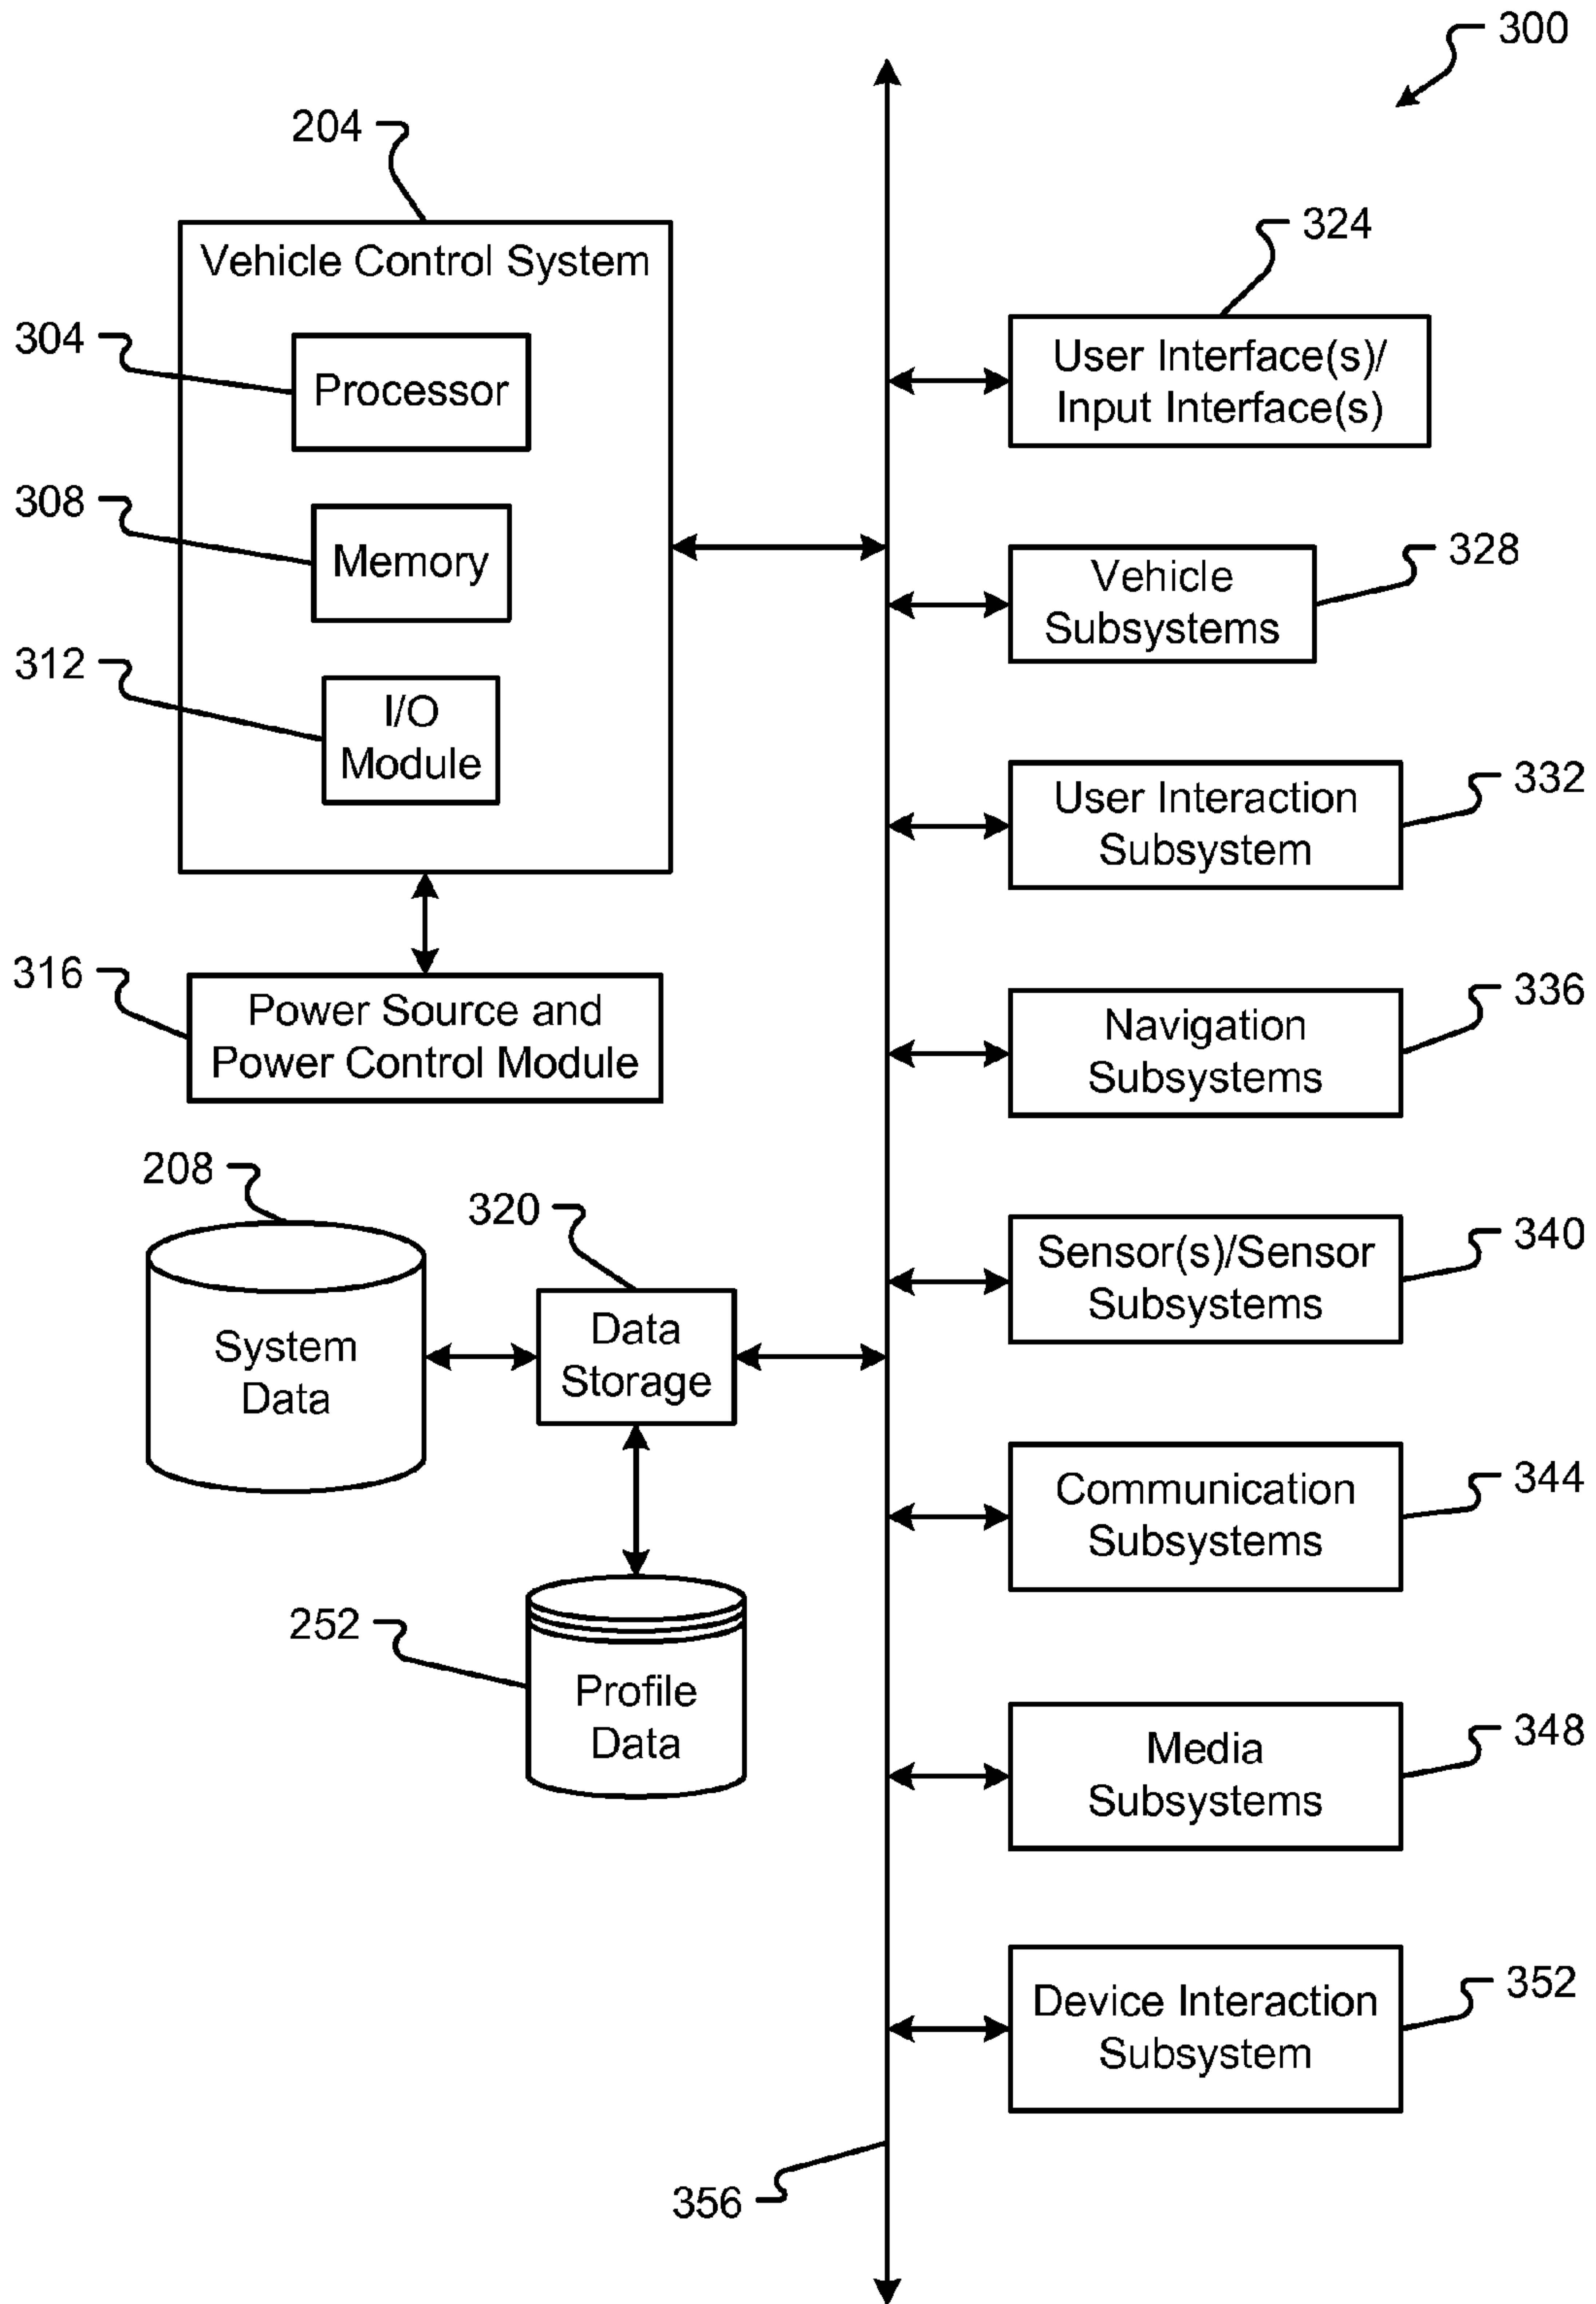 300
204
Vehicle Control System
304
Processor
308
Memory
312
I/O
Module
316
Power Source and
Power Control Module
208
System
Data
320
Data
Storage
252
Profile
Data
324
User Interface(s)/
Input Interface(s)
328
Vehicle
Subsystems
332
User Interaction
Subsystem
336
Navigation
Subsystems
340
Sensor(s)/Sensor
Subsystems
344
Communication
Subsystems
348
Media
Subsystems
352
Device Interaction
Subsystem
356